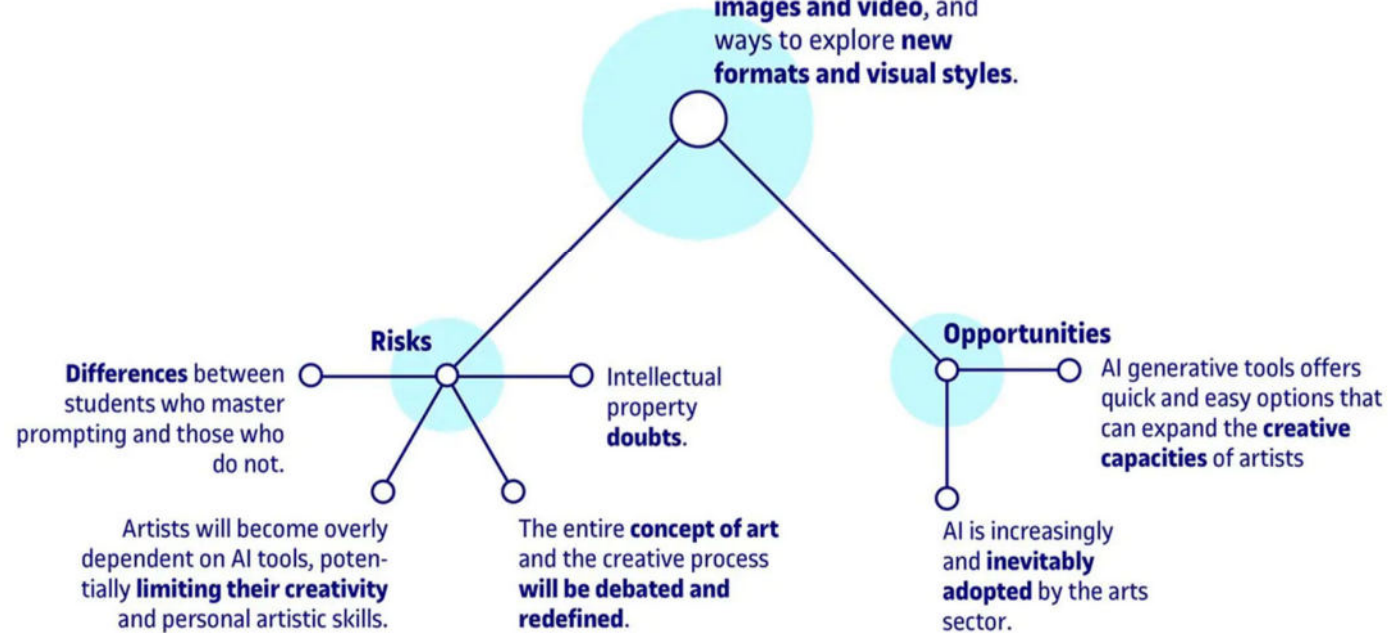 images and video, and
ways to explore new
formats and visual styles.
Risks
Differences between
students who master
prompting and those who
do not.
Intellectual
property
doubts.
Artists will become overly
dependent on AI tools, poten-
tially limiting their creativity
and personal artistic skills.
The entire concept of art
and the creative process
will be debated and
redefined.
Opportunities
AI generative tools offers
quick and easy options that
can expand the creative
capacities of artists
AI is increasingly
and inevitably
adopted by the arts
sector.